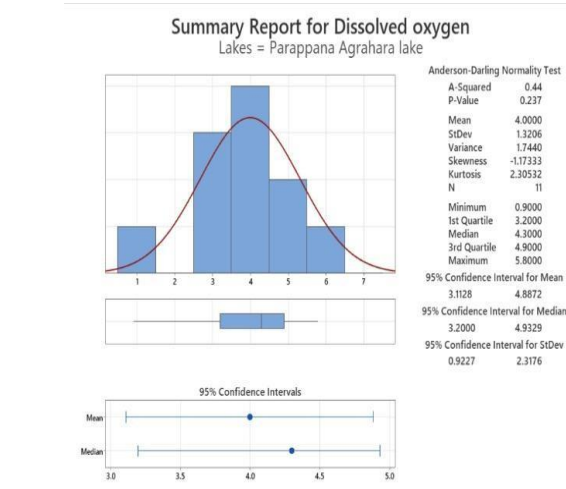 Summary Report for Dissolved oxygen
Lakes = Parappana Agrahara lake
Anderson-Darling Normality Test
A-Squared 0.44
P-Value 0.237
Mean 4.0000
StDev 1.3206
Variance 1.7440
Skewness -1.17333
Kurtosis 2.30532
N 11
Minimum 0.9000
1st Quartile 3.2000
Median 4.3000
3rd Quartile 4.9000
Maximum 5.8000
95% Confidence Interval for Mean
3.1128 4.8872
95% Confidence Interval for Median
3.2000 4.9329
95% Confidence Interval for StDev
0.9227 2.3176
1 2 3 4 5 6 7
95% Confidence Intervals
Mean
Median
3.0 3.5 4.0 4.5 5.0